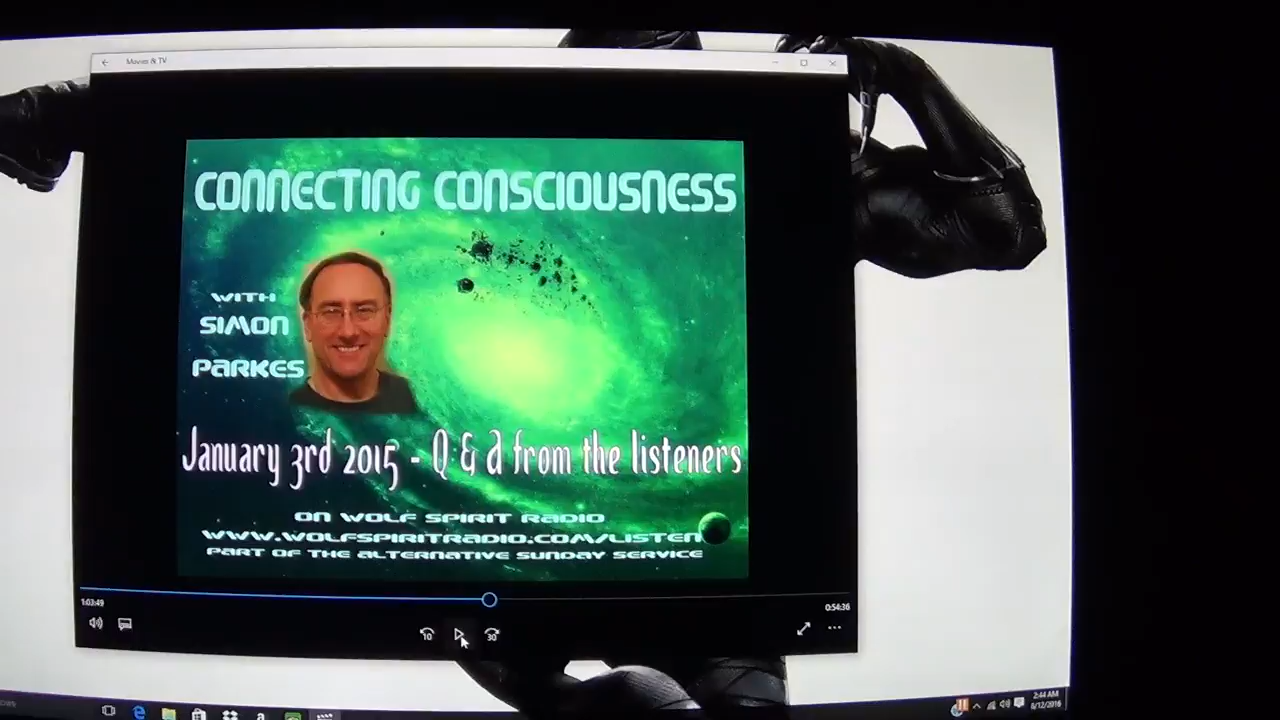 Movies & TV
CONNECTING CONSCIOUSNESS
WITH
SIMON
PARKES
January 3rd 2015 - Q & A from the listeners
ON WOLF SPIRIT RADIO
WWW.WOLFSPIRITRADIO.COM/LISTEN
PART OF THE ALTERNATIVE SUNDAY SERVICE
1:03:49
0:54:36
10
30
2:44 AM
8/12/2016